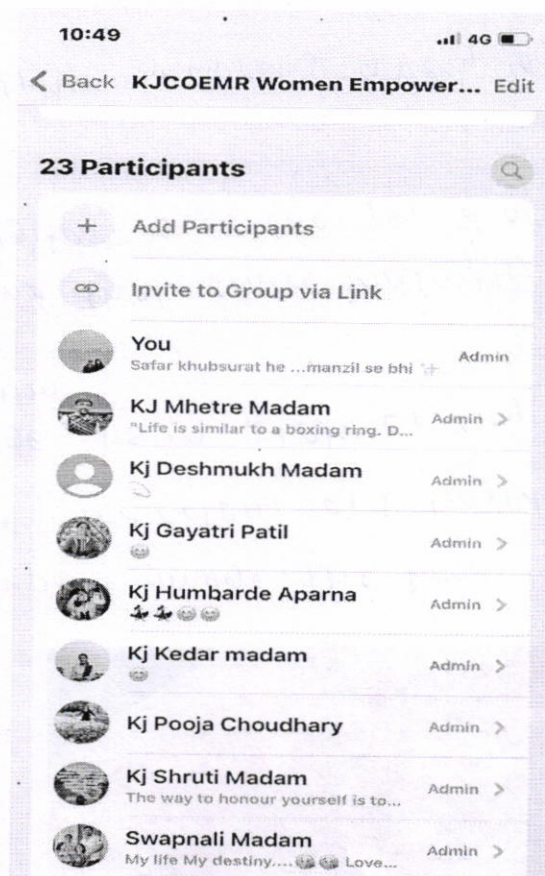 10:49
4G
Back KJCOEMR Women Empower... Edit
23 Participants
Add Participants
Invite to Group via Link
You
Safar khubsurat he ...manzil se bhi
Admin
KJ Mhetre Madam
"Life is similar to a boxing ring. D...
Admin
Kj Deshmukh Madam
Admin
Kj Gayatri Patil
😁
Admin
Kj Humbarde Aparna
Admin
Kj Kedar madam
Admin
Kj Pooja Choudhary
Admin
Kj Shruti Madam
The way to honour yourself is to...
Admin
Swapnali Madam
My life My destiny.... Love...
Admin